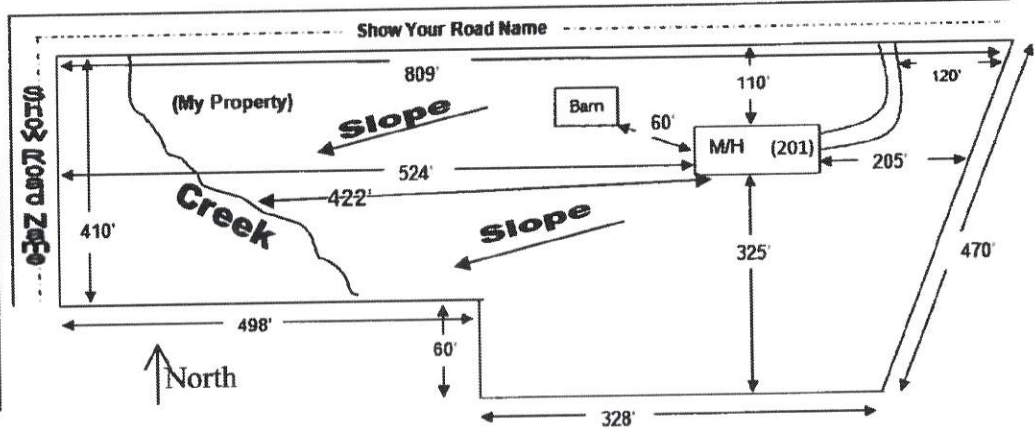 Show Your Road Name
Show Road Name
809'
110'
120'
(My Property)
Slope
Barn
60'
M/H (201)
205'
524'
422'
Creek
Slope
410'
325'
470'
498'
60'
North
328'